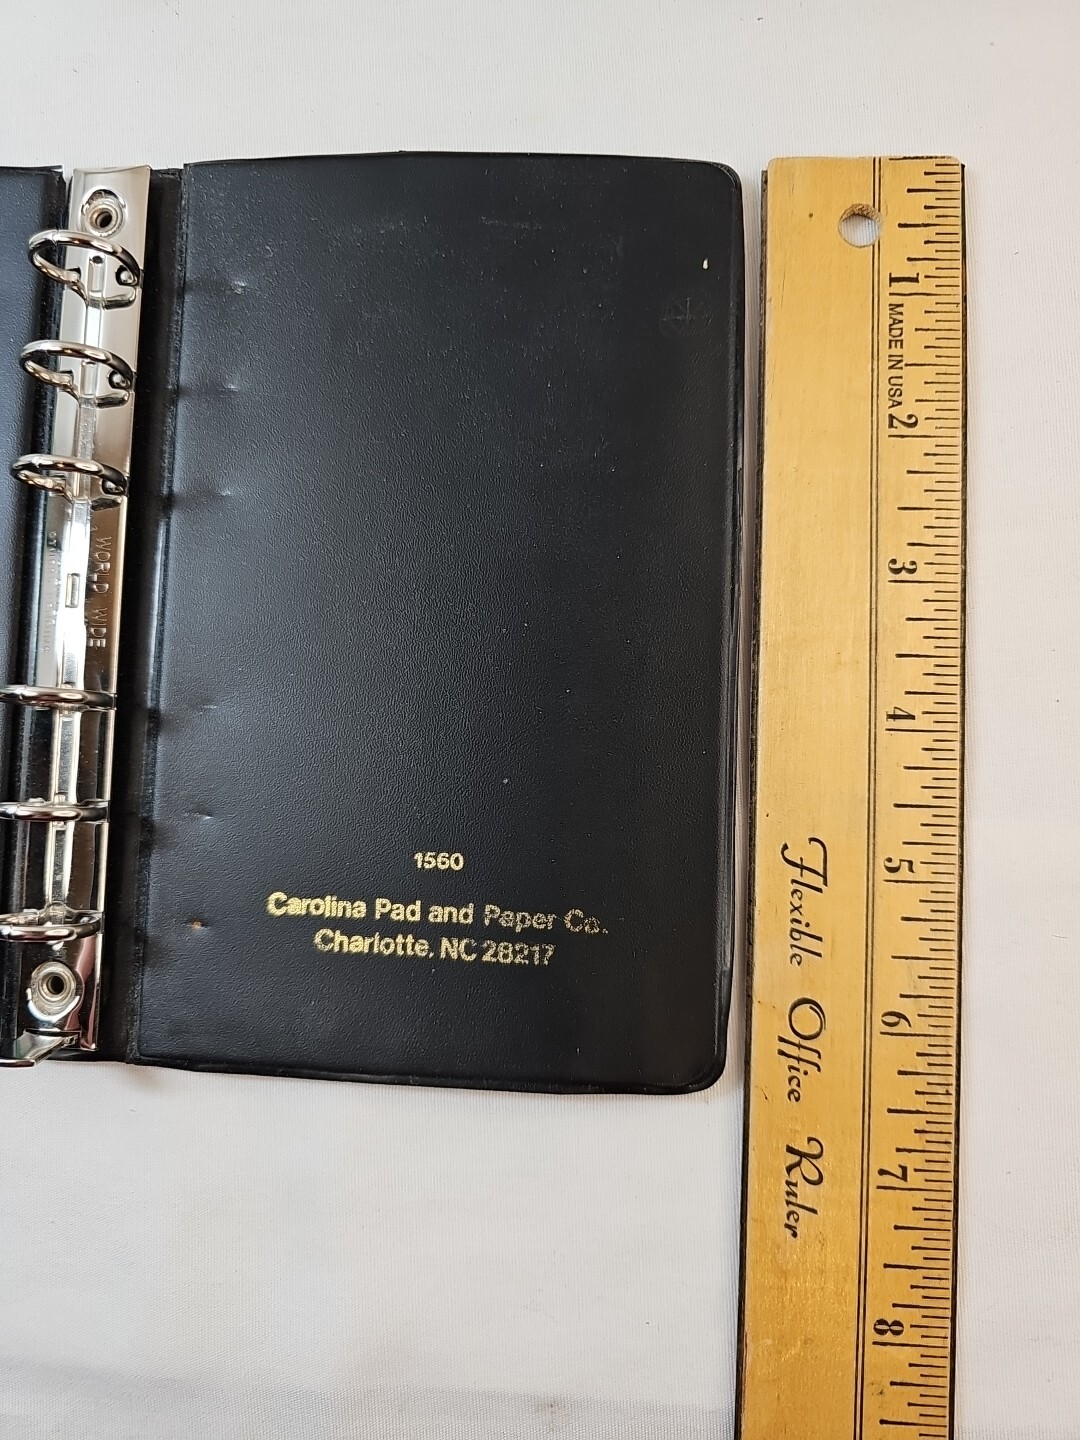 WORLD WIDE
1560
Carolina Pad and Paper Co.
Charlotte, NC 28217
1
MADE IN USA
2
3
4
5
6
7
8
Flexible Office Ruler